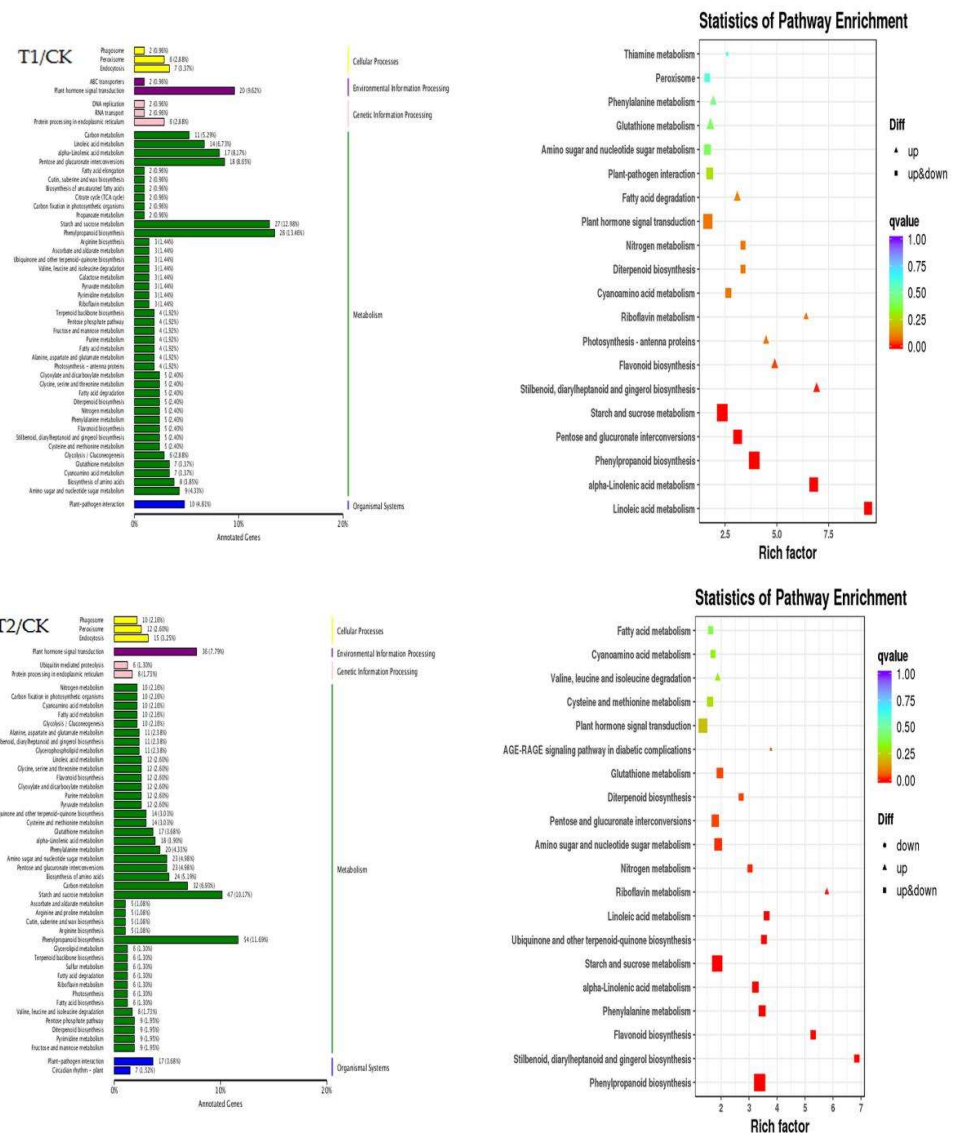 T1/CK
Phagosome 2 (0.96%)
Peroxisome 6 (2.88%)
Endocytosis 7 (3.37%)
Cellular Processes
ABC transporters 2 (0.96%)
Plant hormone signal transduction 20 (9.62%)
Environmental Information Processing
DNA replication 2 (0.96%)
RNA transport 2 (0.96%)
Protein processing in endoplasmic reticulum 6 (2.88%)
Genetic Information Processing
Carbon metabolism 11 (5.29%)
Linoleic acid metabolism 14 (6.73%)
alpha-Linolenic acid metabolism 17 (8.17%)
Pentose and glucuronate interconversions 18 (8.65%)
Fatty acid elongation 2 (0.96%)
Cutin, suberine and wax biosynthesis 2 (0.96%)
Biosynthesis of unsaturated fatty acids 2 (0.96%)
Citrate cycle (TCA cycle) 2 (0.96%)
Carbon fixation in photosynthetic organisms 2 (0.96%)
Propanoate metabolism 2 (0.96%)
Starch and sucrose metabolism 27 (12.98%)
Phenylpropanoid biosynthesis 28 (13.46%)
Arginine biosynthesis 3 (1.44%)
Ascorbate and aldarate metabolism 3 (1.44%)
Ubiquinone and other terpenoid-quinone biosynthesis 3 (1.44%)
Valine, leucine and isoleucine degradation 3 (1.44%)
Galactose metabolism 3 (1.44%)
Pyruvate metabolism 3 (1.44%)
Pyrimidine metabolism 3 (1.44%)
Riboflavin metabolism 3 (1.44%)
Terpenoid backbone biosynthesis 4 (1.92%)
Pentose phosphate pathway 4 (1.92%)
Fructose and mannose metabolism 4 (1.92%)
Purine metabolism 4 (1.92%)
Fatty acid metabolism 4 (1.92%)
Alanine, aspartate and glutamate metabolism 4 (1.92%)
Photosynthesis - antenna proteins 4 (1.92%)
Glyoxylate and dicarboxylate metabolism 5 (2.40%)
Glycine, serine and threonine metabolism 5 (2.40%)
Fatty acid degradation 5 (2.40%)
Diterpenoid biosynthesis 5 (2.40%)
Nitrogen metabolism 5 (2.40%)
Phenylalanine metabolism 5 (2.40%)
Flavonoid biosynthesis 5 (2.40%)
Stilbenoid, diarylheptanoid and gingerol biosynthesis 5 (2.40%)
Cysteine and methionine metabolism 5 (2.40%)
Glycolysis / Gluconeogenesis 6 (2.88%)
Glutathione metabolism 7 (3.37%)
Cyanoamino acid metabolism 7 (3.37%)
Biosynthesis of amino acids 8 (3.85%)
Amino sugar and nucleotide sugar metabolism 9 (4.33%)
Metabolism
Plant-pathogen interaction 10 (4.81%)
Organismal Systems
0% 10% 20%
Annotated Genes
Statistics of Pathway Enrichment
Thiamine metabolism
Peroxisome
Phenylalanine metabolism
Glutathione metabolism
Amino sugar and nucleotide sugar metabolism
Plant-pathogen interaction
Fatty acid degradation
Plant hormone signal transduction
Nitrogen metabolism
Diterpenoid biosynthesis
Cyanoamino acid metabolism
Riboflavin metabolism
Photosynthesis - antenna proteins
Flavonoid biosynthesis
Stilbenoid, diarylheptanoid and gingerol biosynthesis
Starch and sucrose metabolism
Pentose and glucuronate interconversions
Phenylpropanoid biosynthesis
alpha-Linolenic acid metabolism
Linoleic acid metabolism
2.5 5.0 7.5
Rich factor
Diff
up
up&down
qvalue
1.00
0.75
0.50
0.25
0.00
T2/CK
Phagosome 10 (2.16%)
Peroxisome 12 (2.60%)
Endocytosis 15 (3.25%)
Cellular Processes
Plant hormone signal transduction 36 (7.79%)
Environmental Information Processing
Ubiquitin mediated proteolysis 6 (1.30%)
Protein processing in endoplasmic reticulum 8 (1.73%)
Genetic Information Processing
Nitrogen metabolism 10 (2.16%)
Carbon fixation in photosynthetic organisms 10 (2.16%)
Cyanoamino acid metabolism 10 (2.16%)
Fatty acid metabolism 10 (2.16%)
Glycolysis / Gluconeogenesis 10 (2.16%)
Alanine, aspartate and glutamate metabolism 11 (2.38%)
benoid, diarylheptanoid and gingerol biosynthesis 11 (2.38%)
Glycerophospholipid metabolism 11 (2.38%)
Linoleic acid metabolism 12 (2.60%)
Glycine, serine and threonine metabolism 12 (2.60%)
Flavonoid biosynthesis 12 (2.60%)
Glyoxylate and dicarboxylate metabolism 12 (2.60%)
Purine metabolism 12 (2.60%)
Pyruvate metabolism 12 (2.60%)
quinone and other terpenoid-quinone biosynthesis 14 (3.03%)
Cysteine and methionine metabolism 14 (3.03%)
Glutathione metabolism 17 (3.68%)
alpha-Linolenic acid metabolism 18 (3.90%)
Phenylalanine metabolism 20 (4.33%)
Amino sugar and nucleotide sugar metabolism 23 (4.98%)
Pentose and glucuronate interconversions 23 (4.98%)
Biosynthesis of amino acids 24 (5.19%)
Carbon metabolism 32 (6.93%)
Starch and sucrose metabolism 47 (10.17%)
Ascorbate and aldarate metabolism 5 (1.08%)
Arginine and proline metabolism 5 (1.08%)
Cutin, suberine and wax biosynthesis 5 (1.08%)
Arginine biosynthesis 5 (1.08%)
Phenylpropanoid biosynthesis 54 (11.69%)
Glycerolipid metabolism 6 (1.30%)
Terpenoid backbone biosynthesis 6 (1.30%)
Sulfur metabolism 6 (1.30%)
Fatty acid degradation 6 (1.30%)
Riboflavin metabolism 6 (1.30%)
Photosynthesis 6 (1.30%)
Fatty acid biosynthesis 6 (1.30%)
Valine, leucine and isoleucine degradation 8 (1.73%)
Pentose phosphate pathway 9 (1.95%)
Diterpenoid biosynthesis 9 (1.95%)
Pyrimidine metabolism 9 (1.95%)
Fructose and mannose metabolism 9 (1.95%)
Metabolism
Plant-pathogen interaction 17 (3.68%)
Circadian rhythm - plant 7 (1.52%)
Organismal Systems
0% 10% 20%
Annotated Genes
Statistics of Pathway Enrichment
Fatty acid metabolism
Cyanoamino acid metabolism
Valine, leucine and isoleucine degradation
Cysteine and methionine metabolism
Plant hormone signal transduction
AGE-RAGE signaling pathway in diabetic complications
Glutathione metabolism
Diterpenoid biosynthesis
Pentose and glucuronate interconversions
Amino sugar and nucleotide sugar metabolism
Nitrogen metabolism
Riboflavin metabolism
Linoleic acid metabolism
Ubiquinone and other terpenoid-quinone biosynthesis
Starch and sucrose metabolism
alpha-Linolenic acid metabolism
Phenylalanine metabolism
Flavonoid biosynthesis
Stilbenoid, diarylheptanoid and gingerol biosynthesis
Phenylpropanoid biosynthesis
2 3 4 5 6 7
Rich factor
qvalue
1.00
0.75
0.50
0.25
0.00
Diff
down
up
up&down